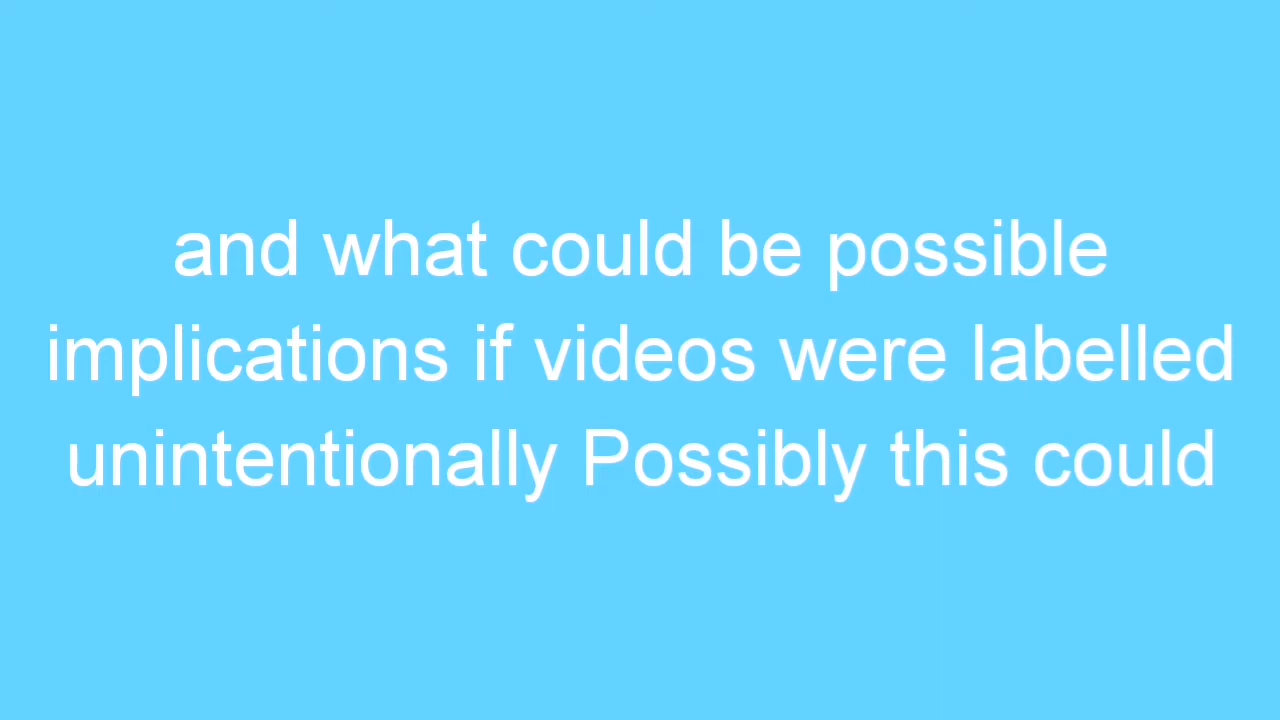 and what could be possible
implications if videos were labelled
unintentionally Possibly this could